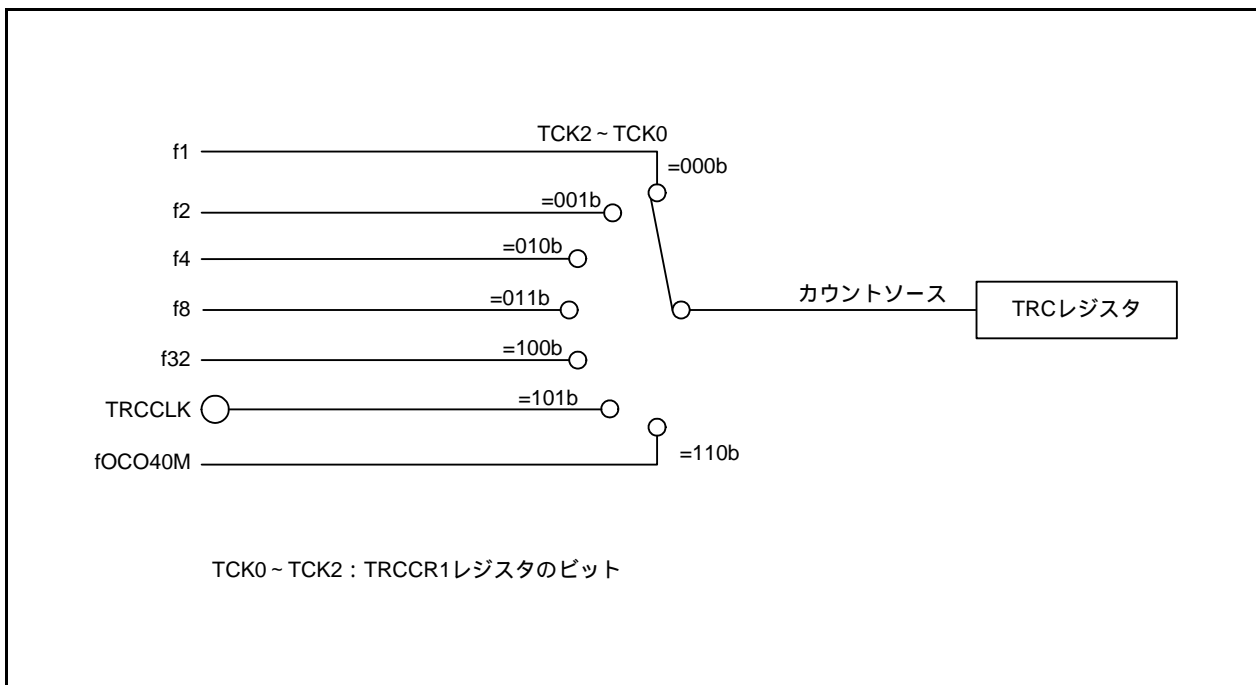 TCK2 ~ TCK0
f1
=000b
f2
=001b
f4
=010b
f8
=011b
カウントソース
TRCレジスタ
f32
=100b
TRCCLK
=101b
fOCO40M
=110b
TCK0 ~ TCK2 : TRCCR1レジスタのビット